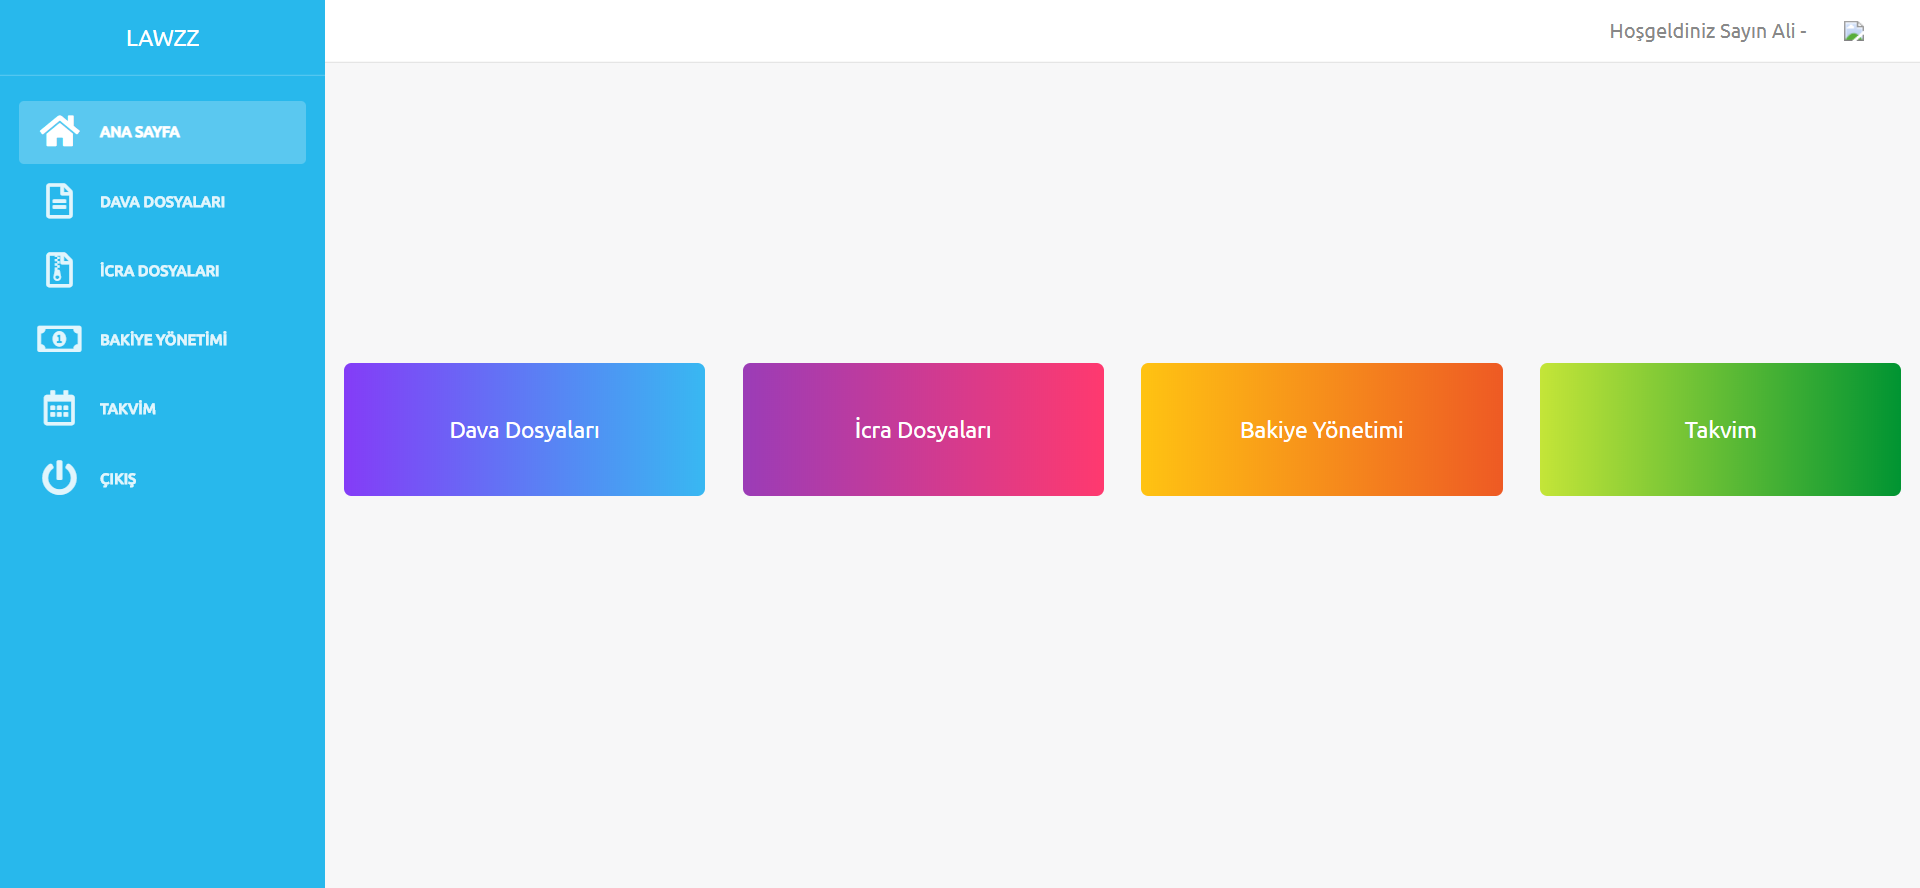 LAWZZ
Hoşgeldiniz Sayın Ali -
ANA SAYFA
DAVA DOSYALARI
İCRA DOSYALARI
BAKİYE YÖNETİMİ
TAKVİM
ÇIKIŞ
Dava Dosyaları
İcra Dosyaları
Bakiye Yönetimi
Takvim